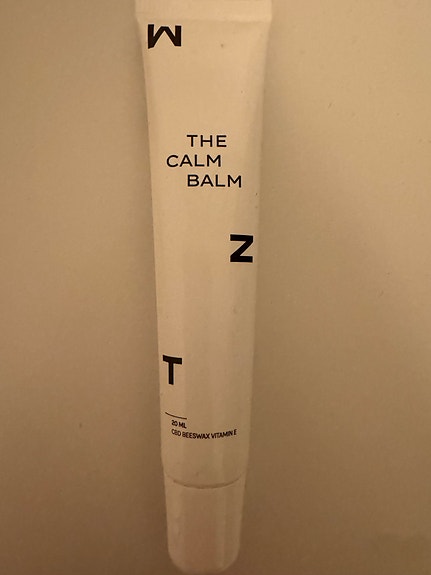 M
THE
CALM
BALM
N
T
20 ML
CBD BEESWAX VITAMIN E